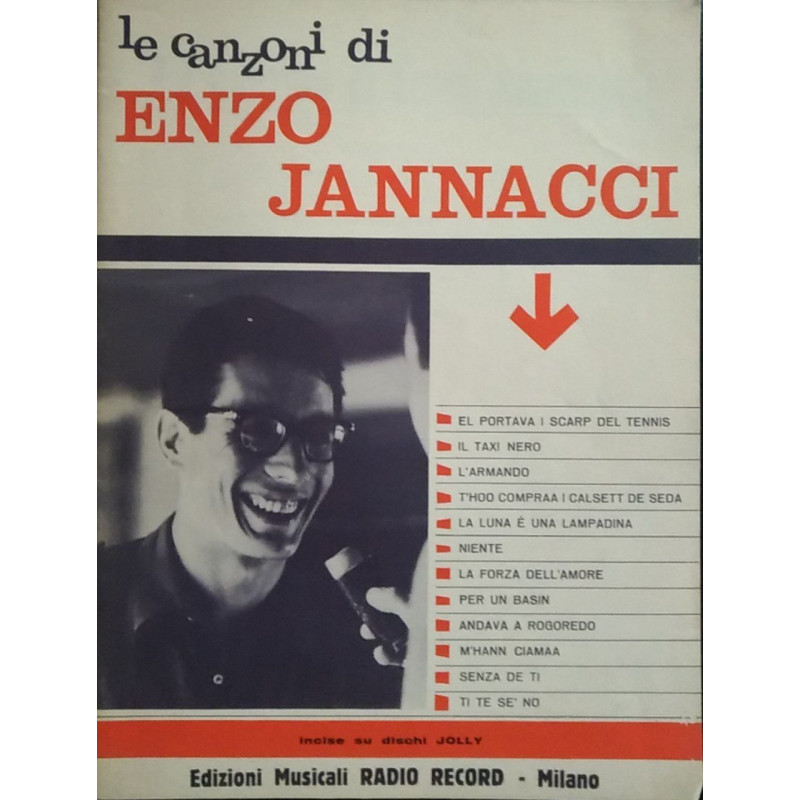 le canzoni di
ENZO
JANNACCI
EL PORTAVA I SCARP DEL TENNIS
IL TAXI NERO
L'ARMANDO
T'HOO COMPRAA I CALSETT DE SEDA
LA LUNA É UNA LAMPADINA
NIENTE
LA FORZA DELL'AMORE
PER UN BASIN
ANDAVA A ROGOREDO
M'HANN CIAMAA
SENZA DE TI
TI TE SE' NO
incise su dischi JOLLY
Edizioni Musicali RADIO RECORD - Milano